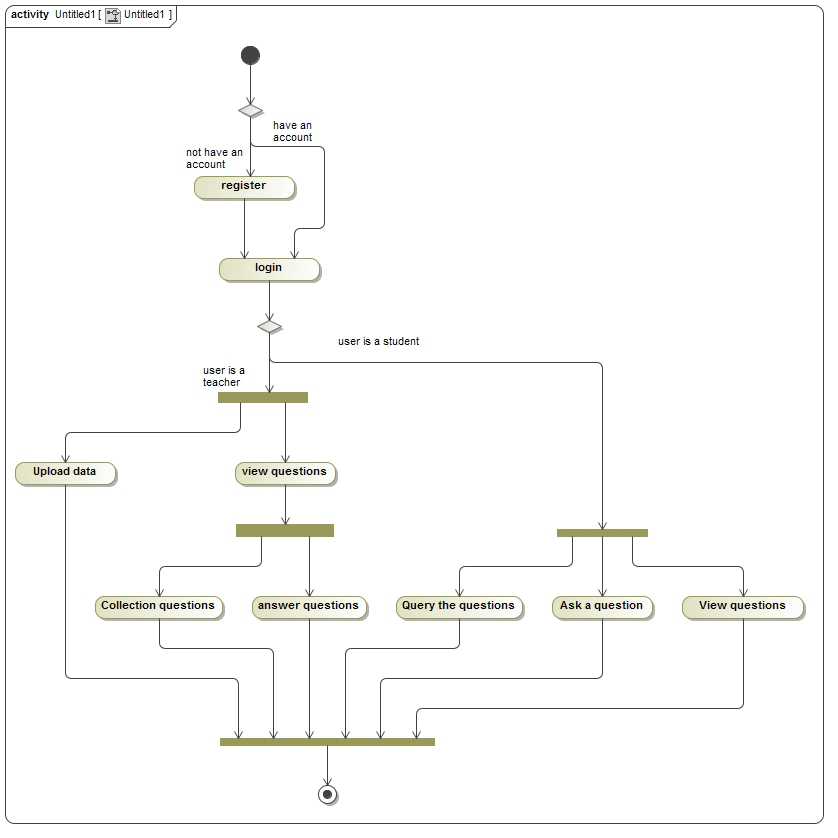 activity Untitled1 [ Untitled1 ]
have an
account
not have an
account
register
login
user is a student
user is a
teacher
Upload data
view questions
Collection questions
answer questions
Query the questions
Ask a question
View questions